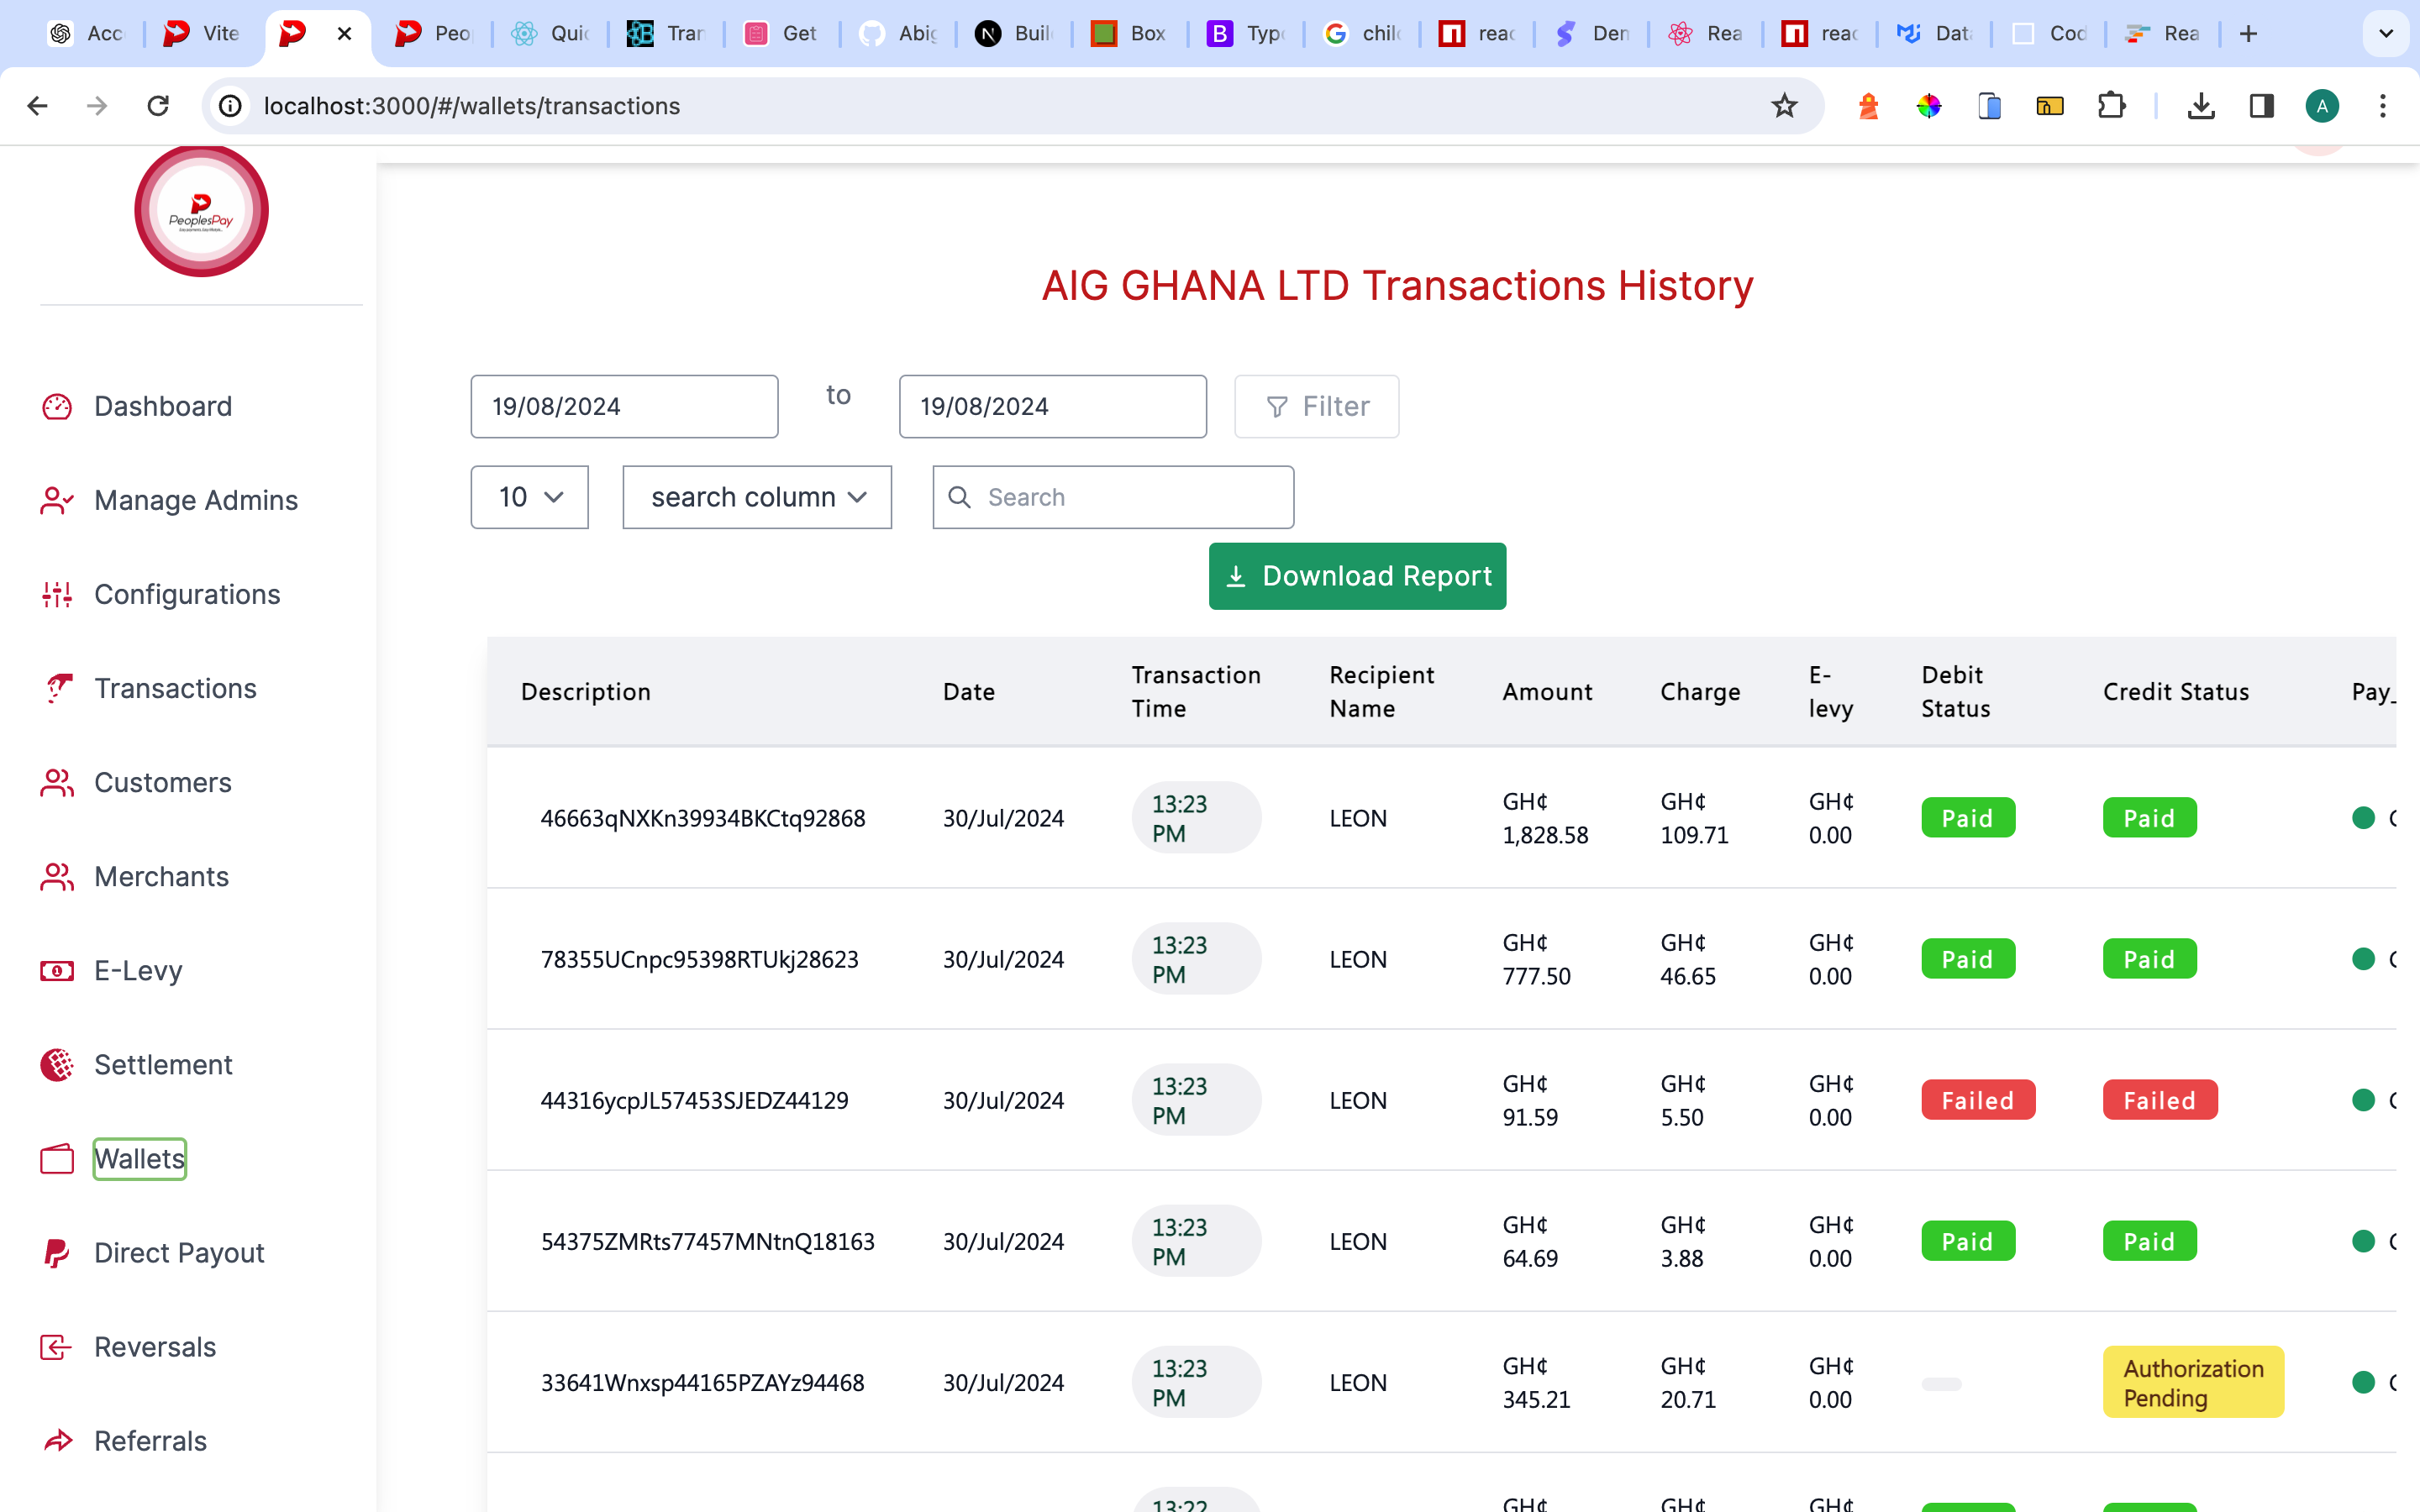 Acc
Vite
Peo
Quic
Tran
Get
Abig
Buil
Box
Typ
chil
reac
Den
Rea
reac
Data
Cod
Rea
localhost:3000/#/wallets/transactions
A
PeoplesPay
AIG GHANA LTD Transactions History
19/08/2024 to 19/08/2024 Filter
10 search column Search
Download Report
Dashboard
Manage Admins
Configurations
Transactions
Customers
Merchants
E-Levy
Settlement
Wallets
Direct Payout
Reversals
Referrals
Description Date Transaction Time Recipient Name Amount Charge E-levy Debit Status Credit Status Pay_
46663qNXKn39934BKCtq92868 30/Jul/2024 13:23 PM LEON GH¢ 1,828.58 GH¢ 109.71 GH¢ 0.00 Paid Paid
78355UCnpc95398RTUkj28623 30/Jul/2024 13:23 PM LEON GH¢ 777.50 GH¢ 46.65 GH¢ 0.00 Paid Paid
44316ycpJL57453SJEDZ44129 30/Jul/2024 13:23 PM LEON GH¢ 91.59 GH¢ 5.50 GH¢ 0.00 Failed Failed
54375ZMRts77457MNtnQ18163 30/Jul/2024 13:23 PM LEON GH¢ 64.69 GH¢ 3.88 GH¢ 0.00 Paid Paid
33641Wnxsp44165PZAYz94468 30/Jul/2024 13:23 PM LEON GH¢ 345.21 GH¢ 20.71 GH¢ 0.00 Authorization Pending
13:22 GH¢ GH¢ GH¢